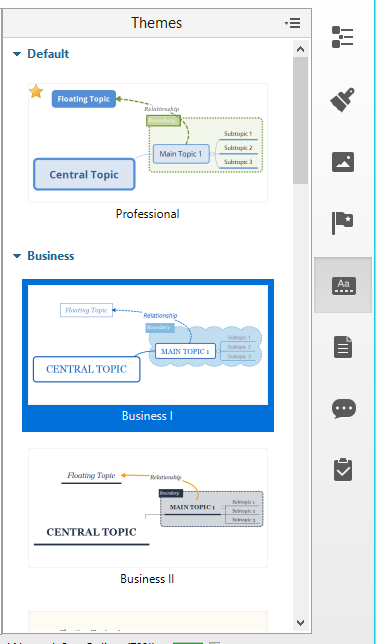 Themes
Default
Floating Topic
Relationship
Boundary
Subtopic 1
Main Topic 1
Subtopic 2
Central Topic
Subtopic 3
Professional
Business
Floating Topic
Relationship
Boundary
Subtopic 1
MAIN TOPIC 1
Subtopic 2
CENTRAL TOPIC
Subtopic 3
Business I
Floating Topic
Relationship
Boundary
Subtopic 1
MAIN TOPIC 1
Subtopic 2
CENTRAL TOPIC
Subtopic 3
Business II
Aa